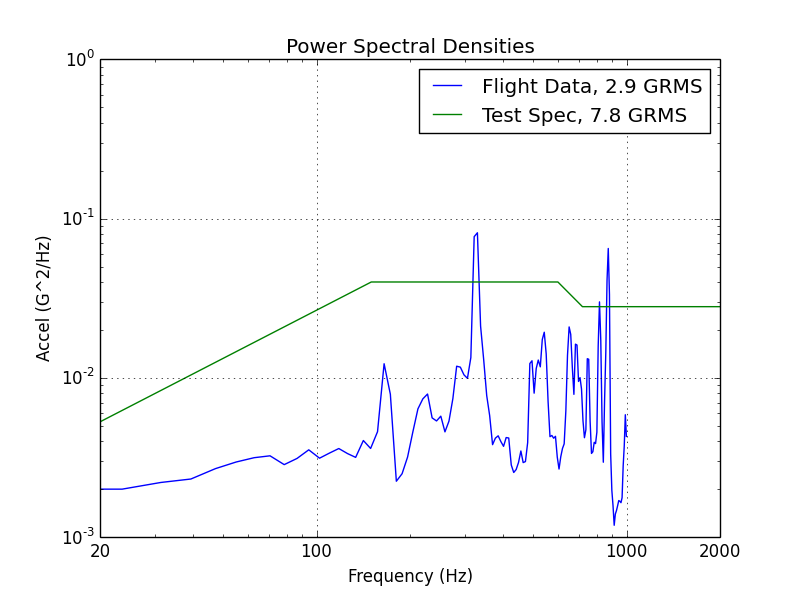 Power Spectral Densities
10^0
Flight Data, 2.9 GRMS
Test Spec, 7.8 GRMS
10^-1
Accel (G^2/Hz)
10^-2
10^-3
20 100 1000 2000
Frequency (Hz)